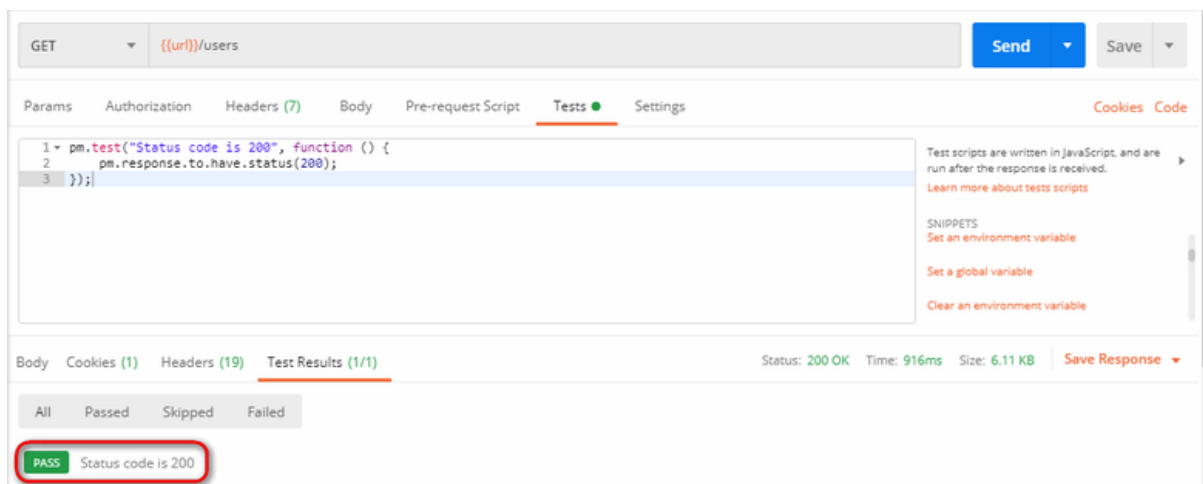 GET {{url}}/users Send Save
Params Authorization Headers (7) Body Pre-request Script Tests Settings Cookies Code
1 pm.test("Status code is 200", function () {
2 pm.response.to.have.status(200);
3 });
Test scripts are written in JavaScript, and are
run after the response is received.
Learn more about tests scripts
SNIPPETS
Set an environment variable
Set a global variable
Clear an environment variable
Body Cookies (1) Headers (19) Test Results (1/1) Status: 200 OK Time: 916ms Size: 6.11 KB Save Response
All Passed Skipped Failed
PASS Status code is 200